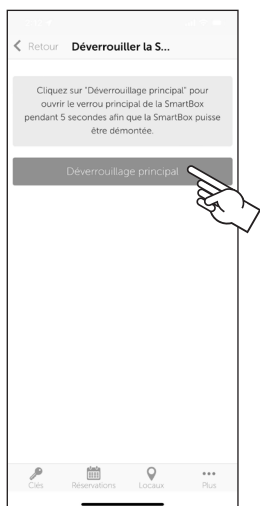 Retour Déverrouiller la S...
Cliquez sur "Déverrouillage principal" pour
ouvrir le verrou principal de la SmartBox
pendant 5 secondes afin que la SmartBox puisse
être démontée.
Déverrouillage principal
Clés Réservations Locaux Plus